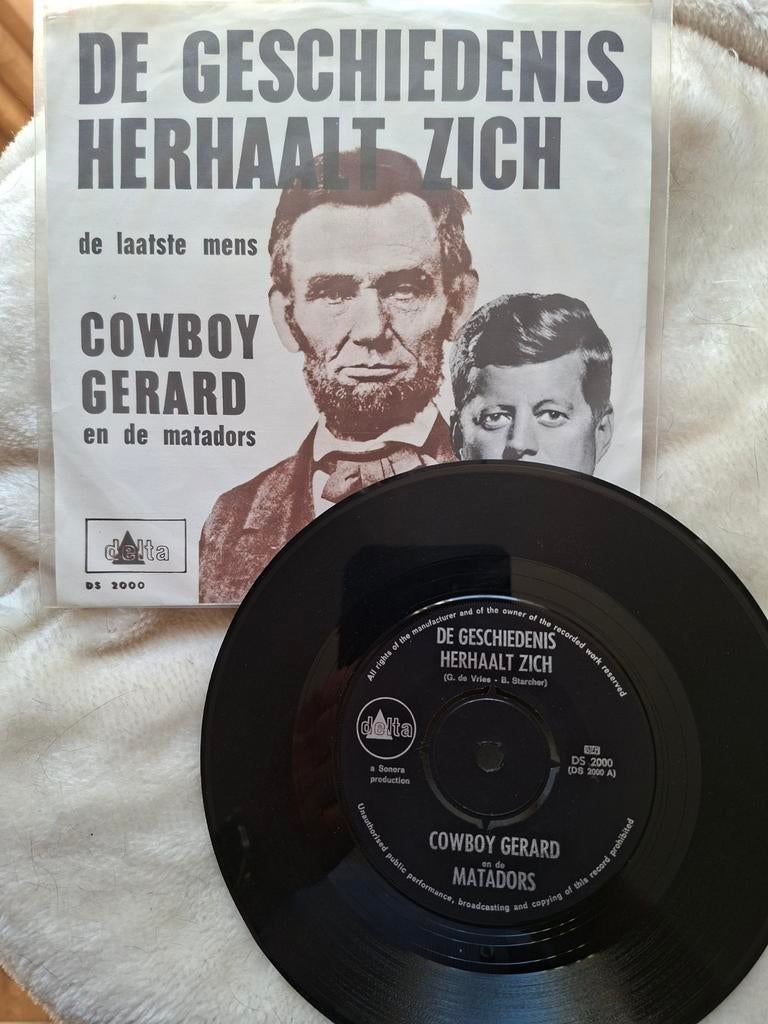 DE GESCHIEDENIS
HERHAALT ZICH
de laatste mens
COWBOY
GERARD
en de matadors
delta
DS 2000
All rights of the manufacturer and of the owner of the recorded work reserved
DE GESCHIEDENIS
HERHAALT ZICH
(G. de Vries - B. Starcher)
delta
a Sonora
production
DS 2000
(DS 2000 A)
COWBOY GERARD
en de
MATADORS
Unauthorised public performance, broadcasting and copying of this record prohibited